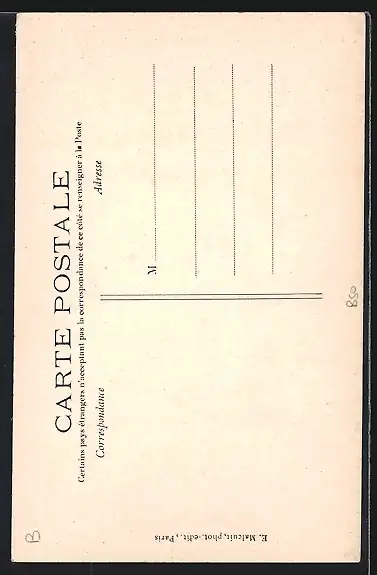 CARTE POSTALE
Certains pays étrangers n'acceptant pas la correspondance de ce côté se renseigner à la Poste
Correspondance
Adresse
M
E. Malcuit, phot.-edit., Paris
B
B50